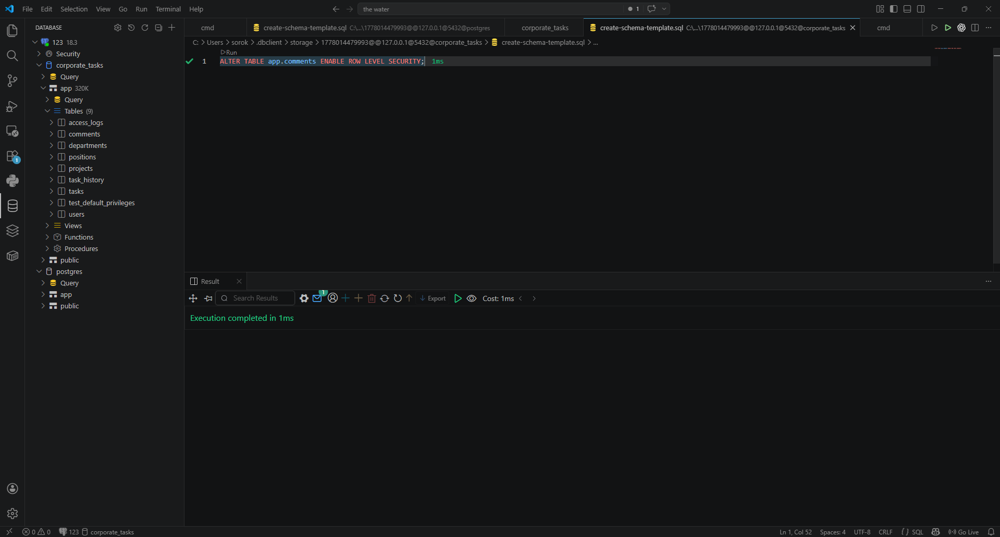 File Edit Selection View Go Run Terminal Help
the water
1
DATABASE
cmd
create-schema-template.sql C:\...\1778014479993@@127.0.0.1@5432@postgres
corporate_tasks
create-schema-template.sql C:\...\1778014479993@@127.0.0.1@5432@corporate_tasks
cmd
C: > Users > sorok > .dbclient > storage > 1778014479993@@127.0.0.1@5432@corporate_tasks > create-schema-template.sql > ...
Run
1 ALTER TABLE app.comments ENABLE ROW LEVEL SECURITY; 1ms
123 18.3
Security
corporate_tasks
Query
app 320K
Query
Tables (9)
access_logs
comments
departments
positions
projects
task_history
tasks
test_default_privileges
users
Views
Functions
Procedures
public
postgres
Query
app
public
1
Result
Search Results
1
Export
Cost: 1ms
Execution completed in 1ms
0 0 123 corporate_tasks
Ln 1, Col 52 Spaces: 4 UTF-8 CRLF {} SQL Go Live